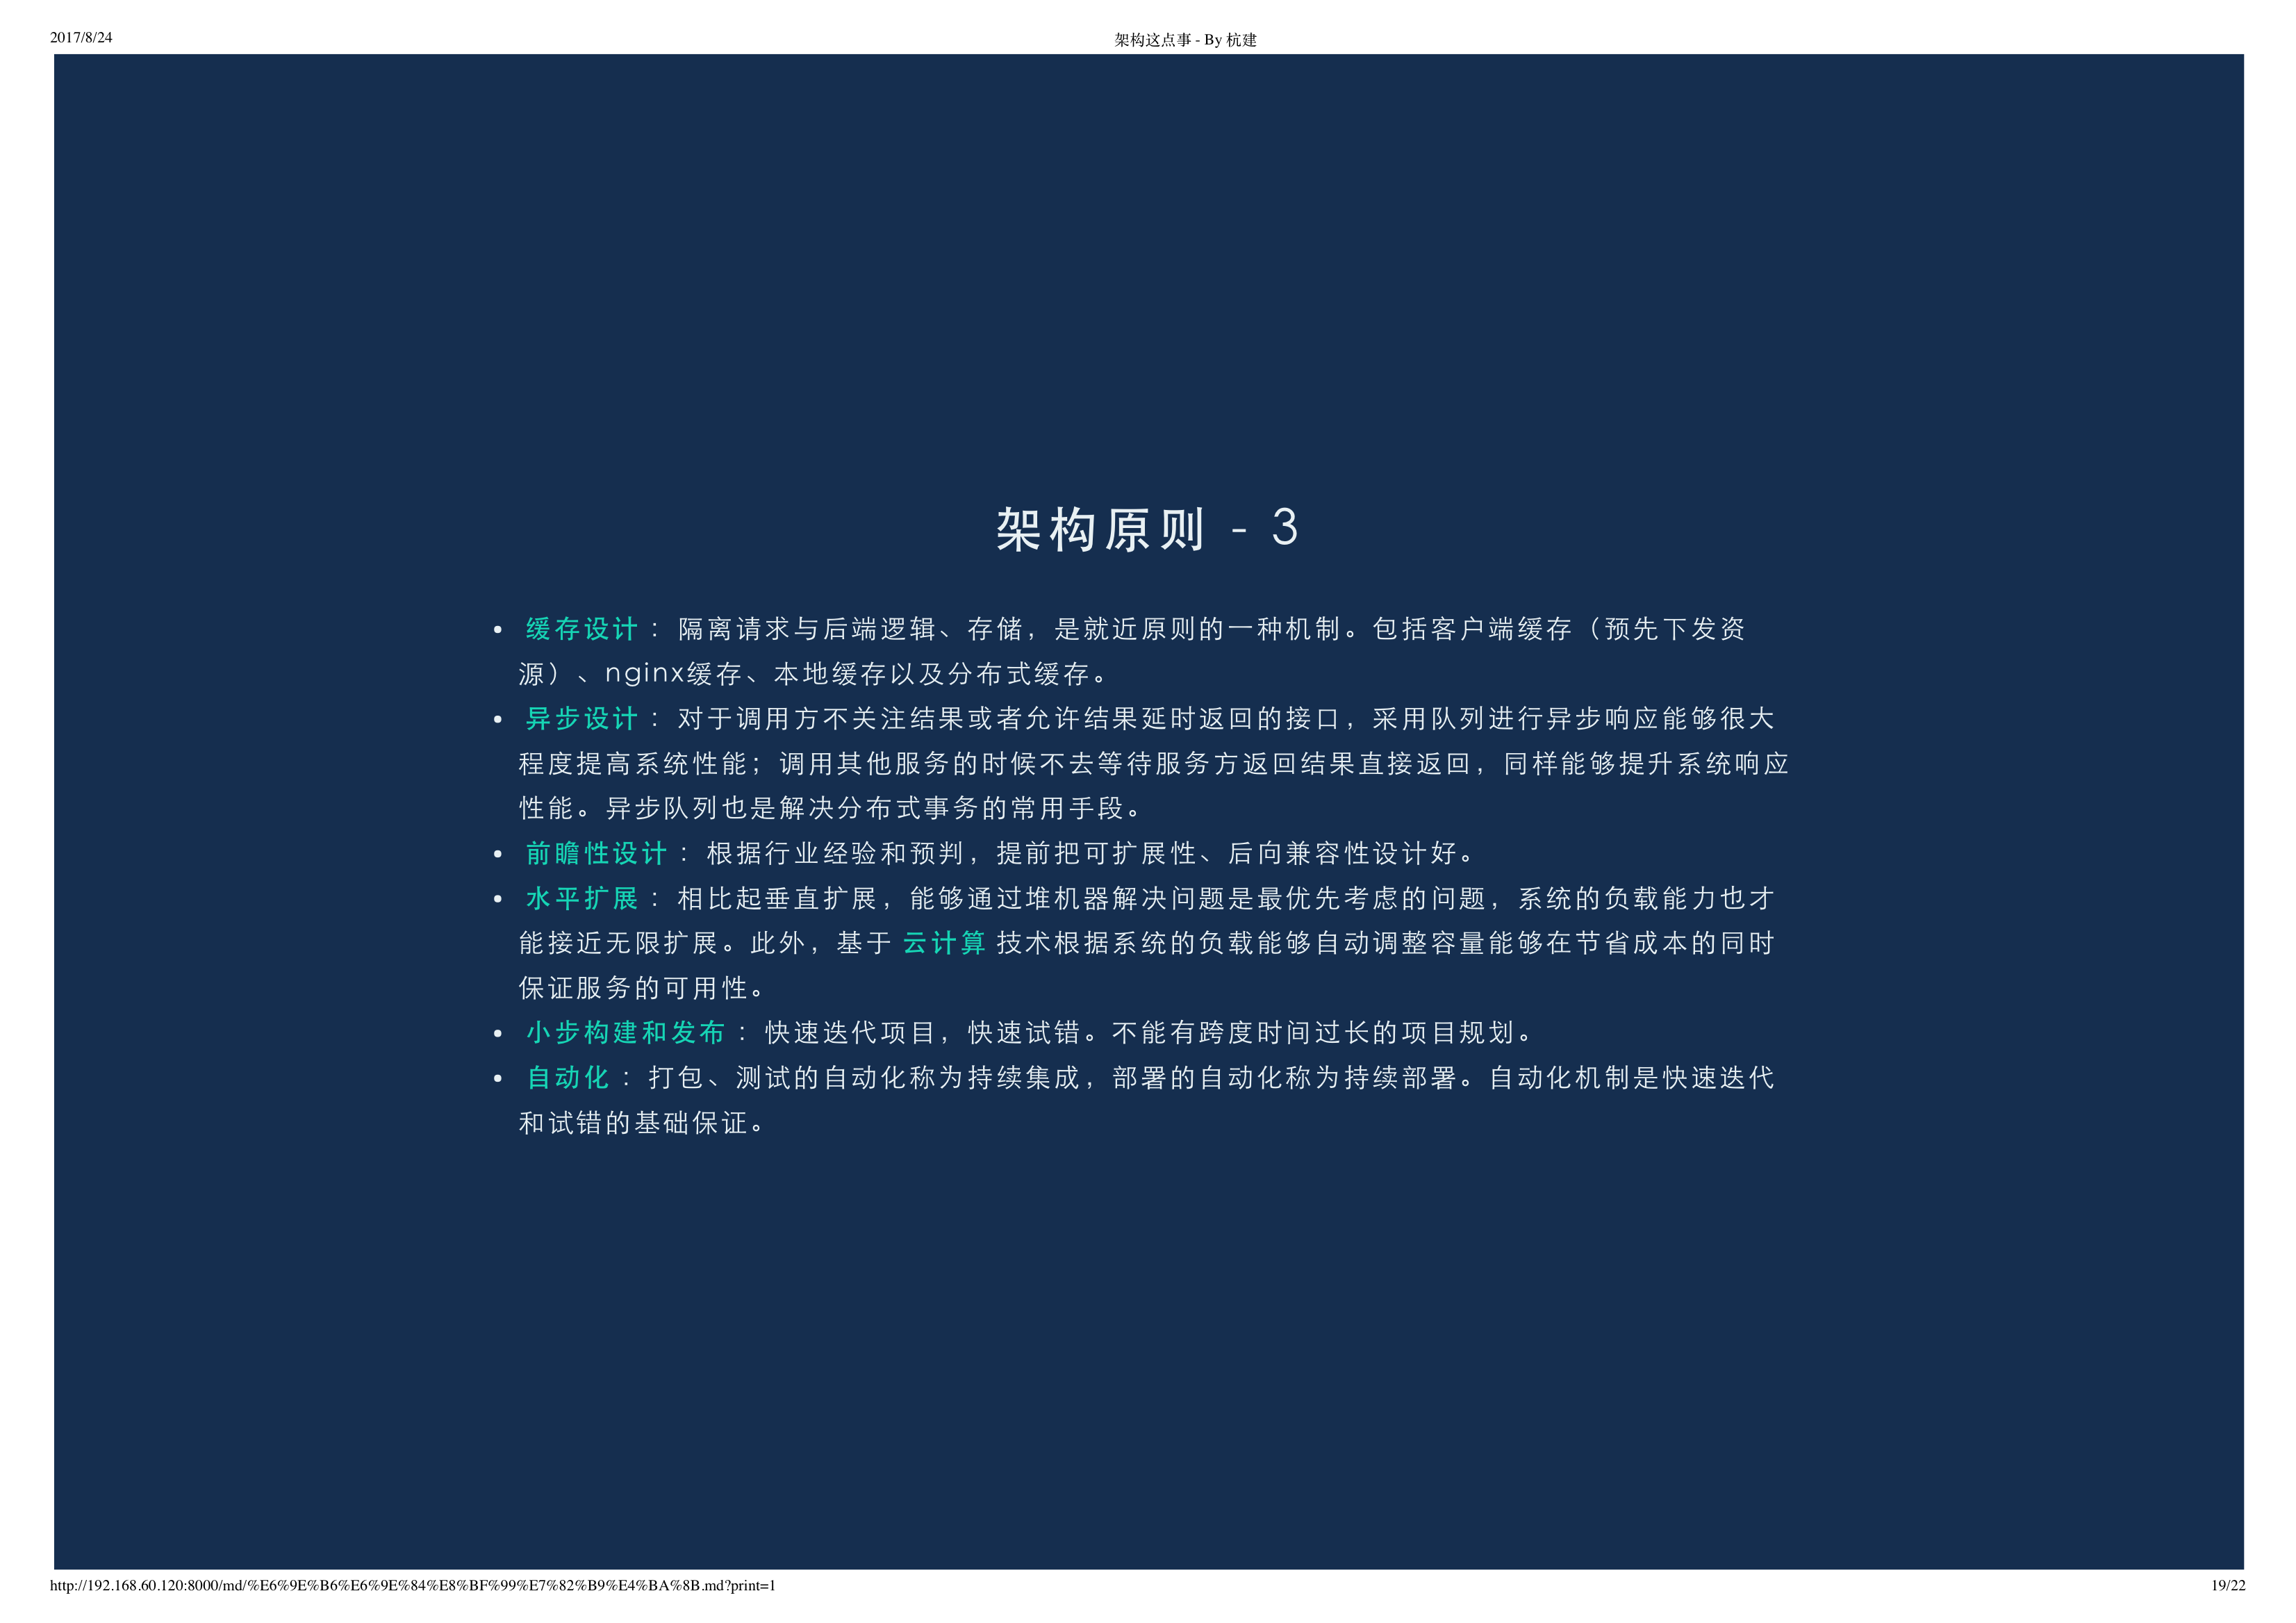 2017/8/24
架构这点事 - By 杭建
架构原则 - 3
• 缓存设计 ：隔离请求与后端逻辑、存储，是就近原则的一种机制。包括客户端缓存（预先下发资
源）、nginx缓存、本地缓存以及分布式缓存。
• 异步设计 ：对于调用方不关注结果或者允许结果延时返回的接口，采用队列进行异步响应能够很大
程度提高系统性能；调用其他服务的时候不去等待服务方返回结果直接返回，同样能够提升系统响应
性能。异步队列也是解决分布式事务的常用手段。
• 前瞻性设计 ：根据行业经验和预判，提前把可扩展性、后向兼容性设计好。
• 水平扩展 ：相比起垂直扩展，能够通过堆机器解决问题是最优先考虑的问题，系统的负载能力也才
能接近无限扩展。此外，基于 云计算 技术根据系统的负载能够自动调整容量能够在节省成本的同时
保证服务的可用性。
• 小步构建和发布 ：快速迭代项目，快速试错。不能有跨度时间过长的项目规划。
• 自动化 ：打包、测试的自动化称为持续集成，部署的自动化称为持续部署。自动化机制是快速迭代
和试错的基础保证。
http://192.168.60.120:8000/md/%E6%9E%B6%E6%9E%84%E8%BF%99%E7%82%B9%E4%BA%8B.md?print=1
19/22